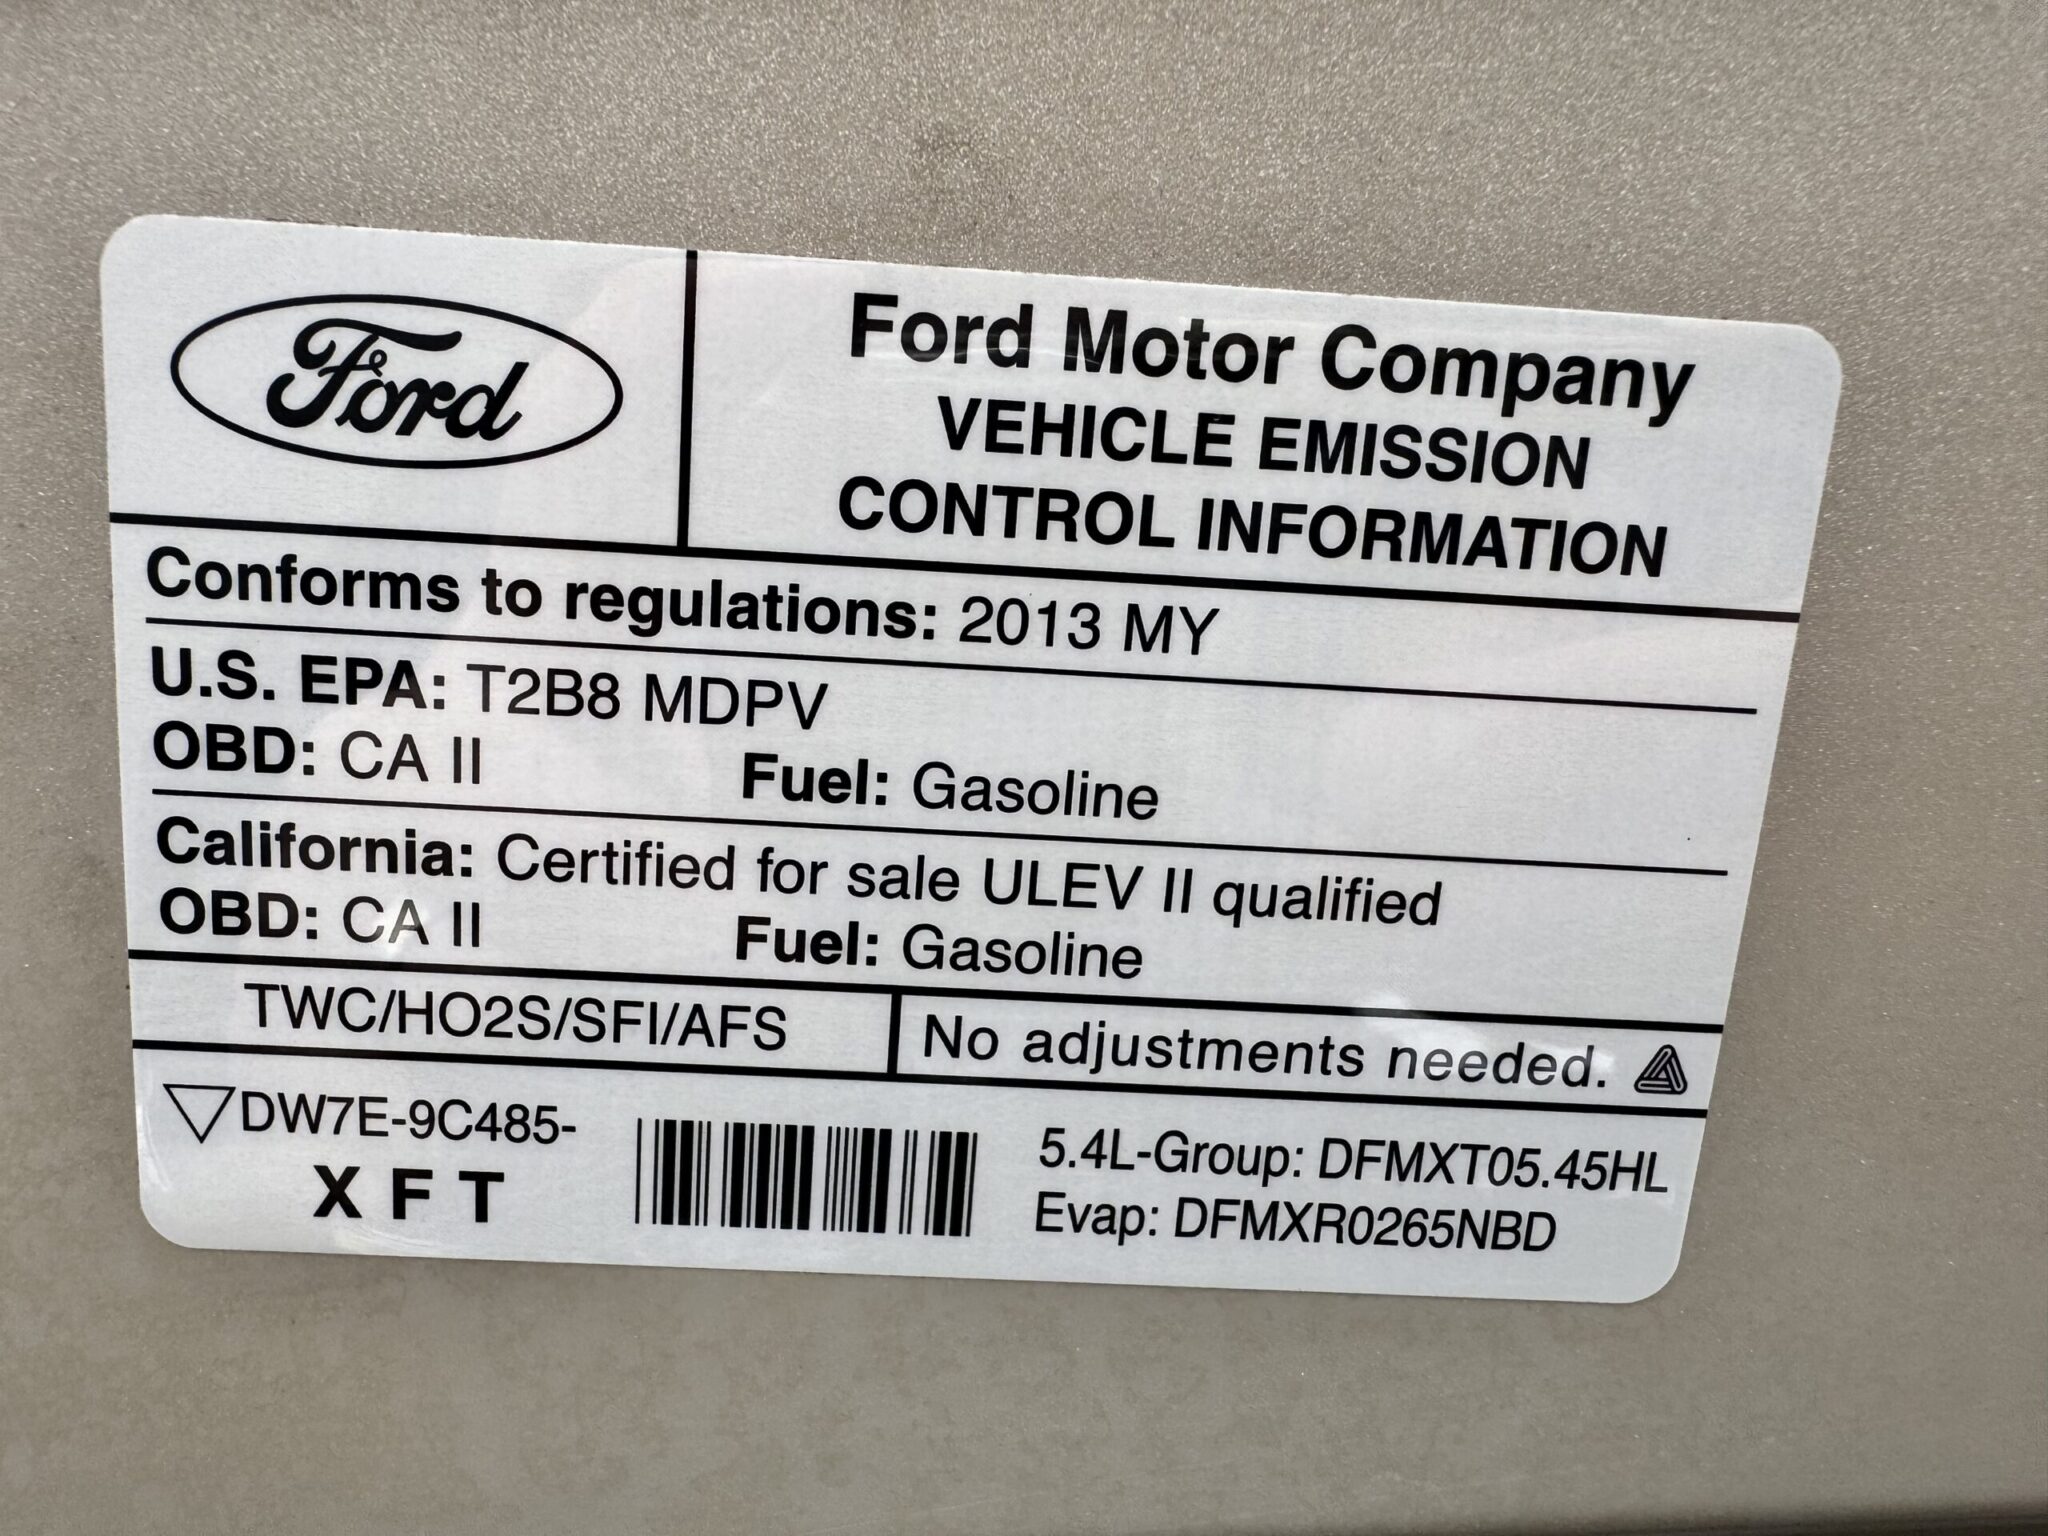 Ford
Ford Motor Company
VEHICLE EMISSION
CONTROL INFORMATION
Conforms to regulations: 2013 MY
U.S. EPA: T2B8 MDPV
OBD: CA II Fuel: Gasoline
California: Certified for sale ULEV II qualified
OBD: CA II Fuel: Gasoline
TWC/HO2S/SFI/AFS
No adjustments needed.
DW7E-9C485-
X F T
5.4L-Group: DFMXT05.45HL
Evap: DFMXR0265NBD